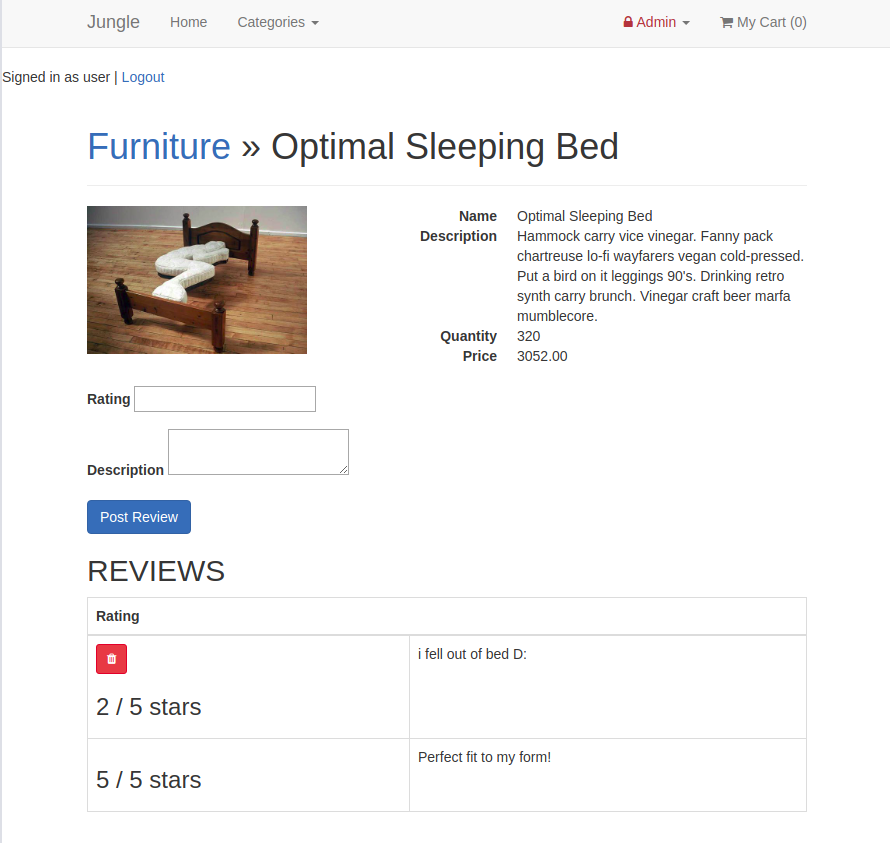 Jungle Home Categories Admin My Cart (0)
Signed in as user | Logout
Furniture » Optimal Sleeping Bed
Name Optimal Sleeping Bed
Description Hammock carry vice vinegar. Fanny pack
chartreuse lo-fi wayfarers vegan cold-pressed.
Put a bird on it leggings 90's. Drinking retro
synth carry brunch. Vinegar craft beer marfa
mumblecore.
Quantity 320
Price 3052.00
Rating
Description
Post Review
REVIEWS
Rating
i fell out of bed D:
2 / 5 stars
Perfect fit to my form!
5 / 5 stars